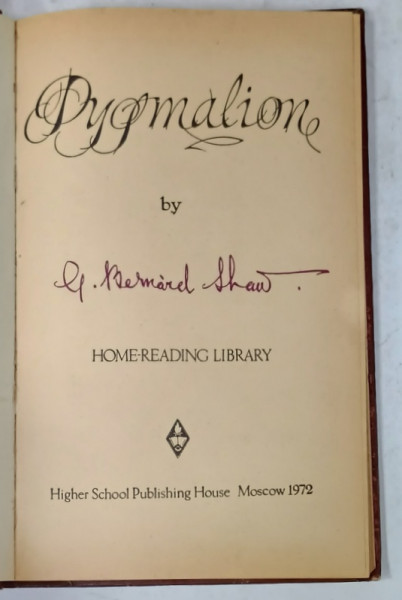 Pygmalion
by
G. Bernard Shaw.
HOME-READING LIBRARY
Higher School Publishing House Moscow 1972